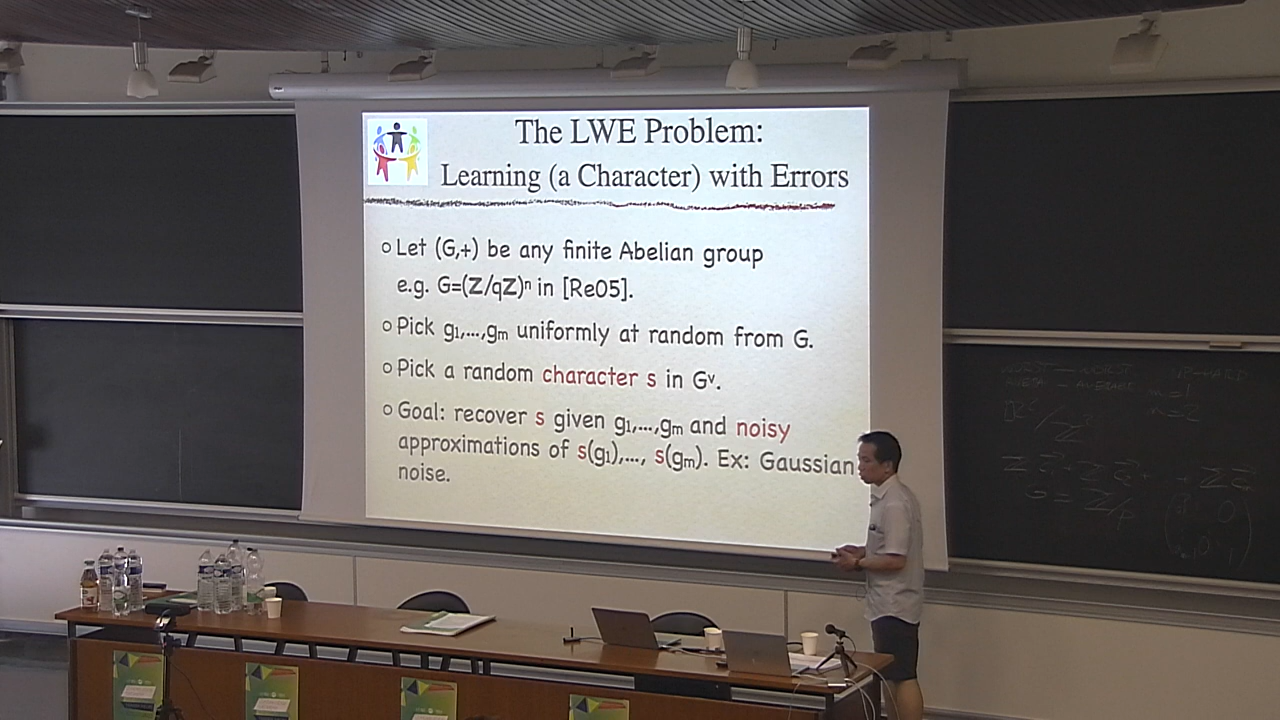 The LWE Problem:
Learning (a Character) with Errors
Let (G,+) be any finite Abelian group
e.g. G=(Z/qZ)ⁿ in [Re05].
Pick g₁,...,gₘ uniformly at random from G.
Pick a random character s in Gᵛ.
Goal: recover s given g₁,...,gₘ and noisy
approximations of s(g₁),..., s(gₘ). Ex: Gaussian
noise.